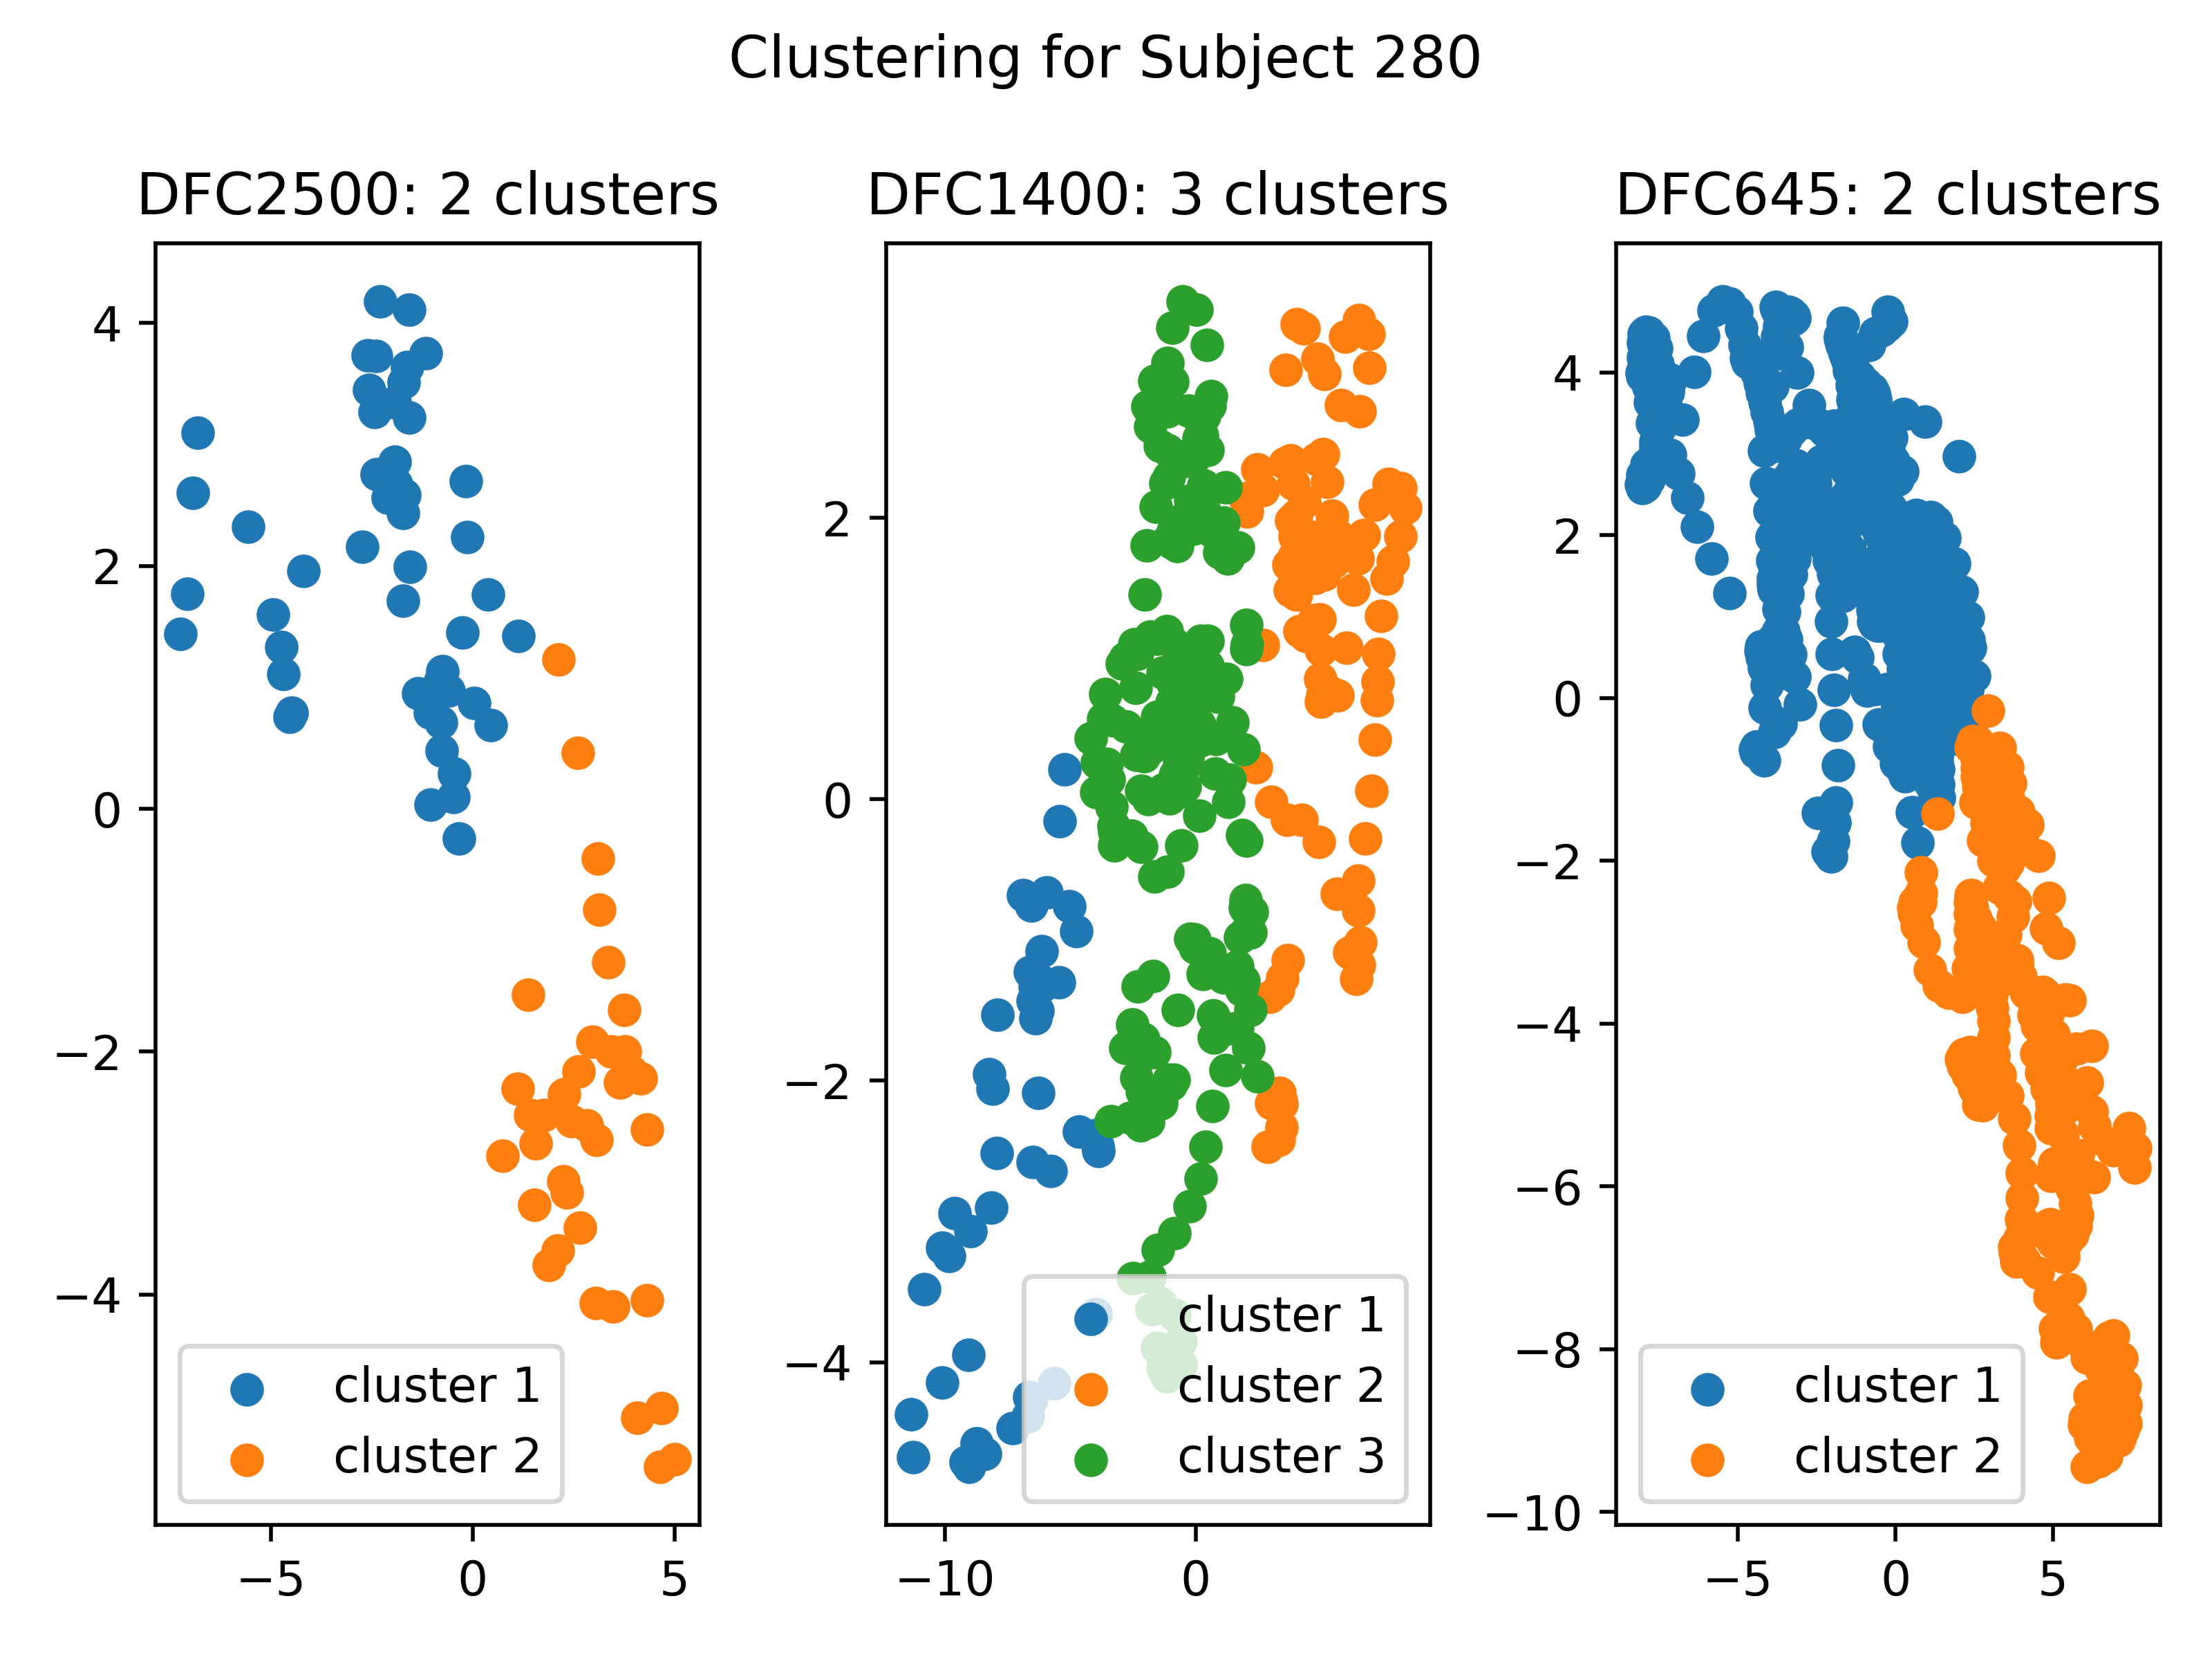 Clustering for Subject 280
DFC2500: 2 clusters
4
2
0
−2
−4
−5
0
5
cluster 1
cluster 2
DFC1400: 3 clusters
2
0
−2
−4
−10
0
cluster 1
cluster 2
cluster 3
DFC645: 2 clusters
4
2
0
−2
−4
−6
−8
−10
−5
0
5
cluster 1
cluster 2